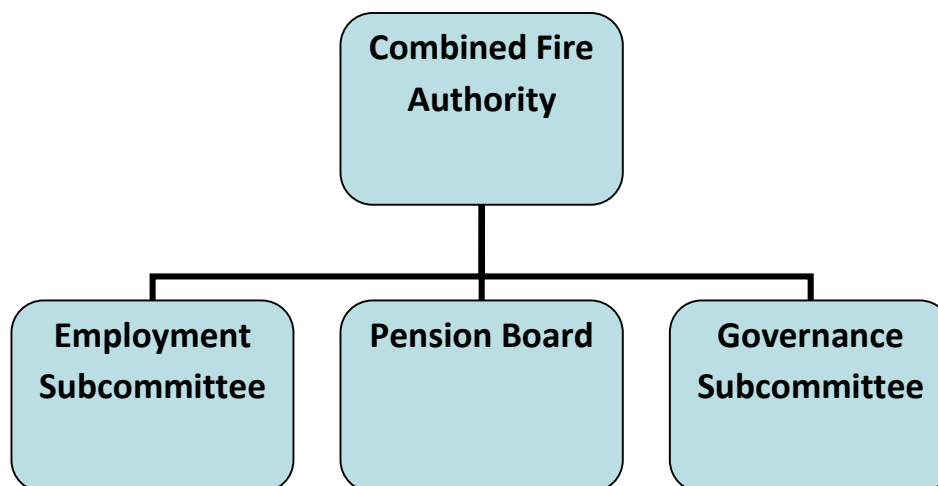 Combined Fire
Authority
Employment
Subcommittee
Pension Board
Governance
Subcommittee